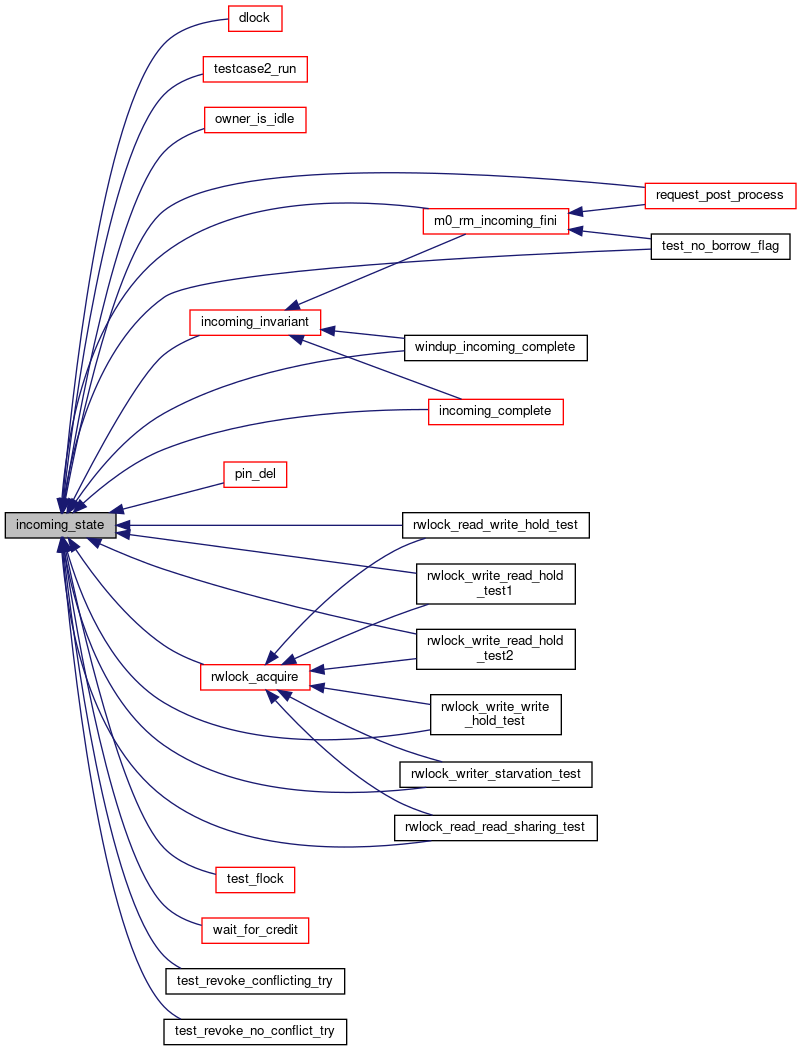 dlock
testcase2_run
owner_is_idle
request_post_process
m0_rm_incoming_fini
test_no_borrow_flag
incoming_invariant
windup_incoming_complete
incoming_complete
pin_del
incoming_state
rwlock_read_write_hold_test
rwlock_write_read_hold
_test1
rwlock_write_read_hold
_test2
rwlock_acquire
rwlock_write_write
_hold_test
rwlock_writer_starvation_test
rwlock_read_read_sharing_test
test_flock
wait_for_credit
test_revoke_conflicting_try
test_revoke_no_conflict_try